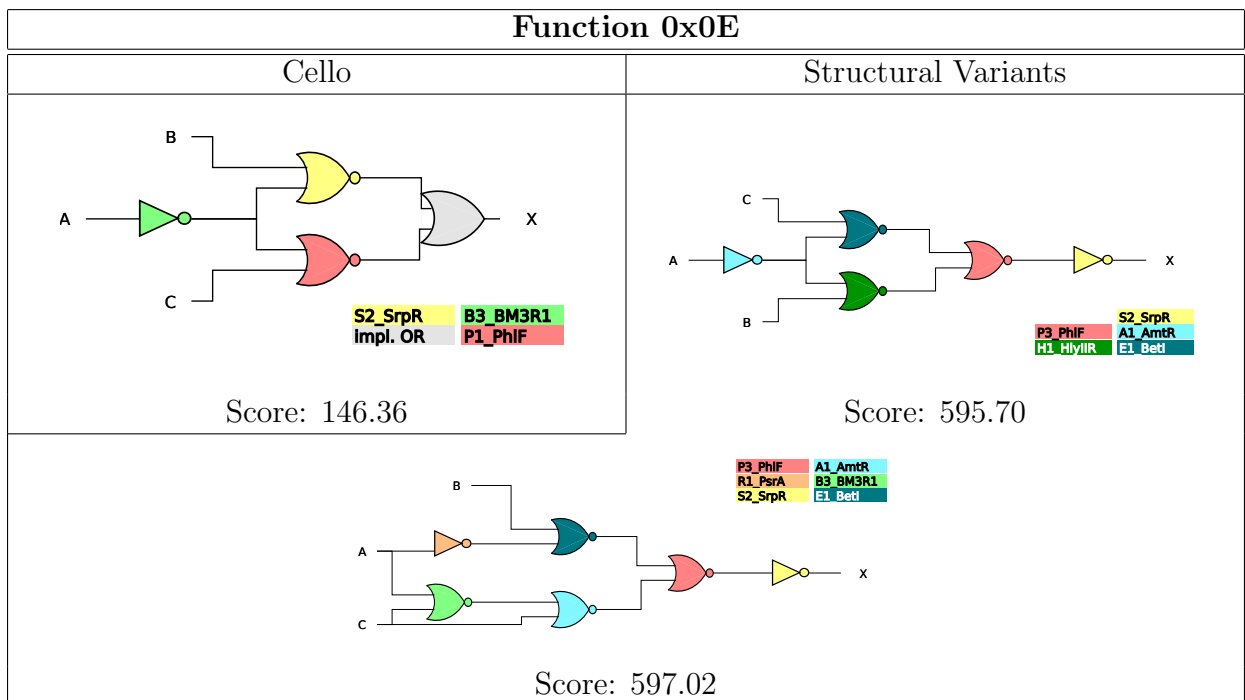 Function 0x0E
Cello
Structural Variants
B
A
X
C
S2_SrpR B3_BM3R1
impl. OR P1_PhlF
Score: 146.36
C
A
X
B
S2_SrpR
P3_PhlF A1_AmtR
H1_HlyIIR E1_BetI
Score: 595.70
P3_PhlF A1_AmtR
R1_PsrA B3_BM3R1
S2_SrpR E1_BetI
B
A
X
C
Score: 597.02